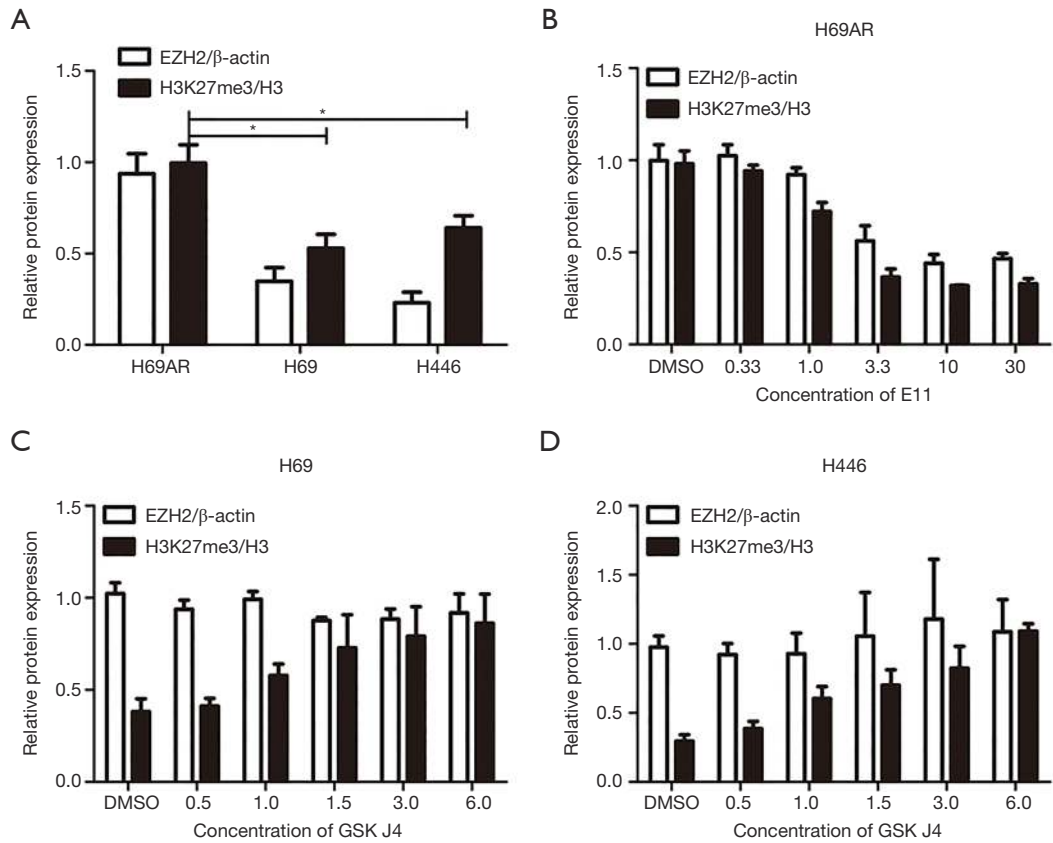 A
EZH2/β-actin
H3K27me3/H3
Relative protein expression
1.5
1.0
0.5
0.0
*
*
H69AR H69 H446
B
H69AR
EZH2/β-actin
H3K27me3/H3
Relative protein expression
1.5
1.0
0.5
0.0
DMSO 0.33 1.0 3.3 10 30
Concentration of E11
C
H69
EZH2/β-actin
H3K27me3/H3
Relative protein expression
1.5
1.0
0.5
0.0
DMSO 0.5 1.0 1.5 3.0 6.0
Concentration of GSK J4
D
H446
EZH2/β-actin
H3K27me3/H3
Relative protein expression
2.0
1.5
1.0
0.5
0.0
DMSO 0.5 1.0 1.5 3.0 6.0
Concentration of GSK J4